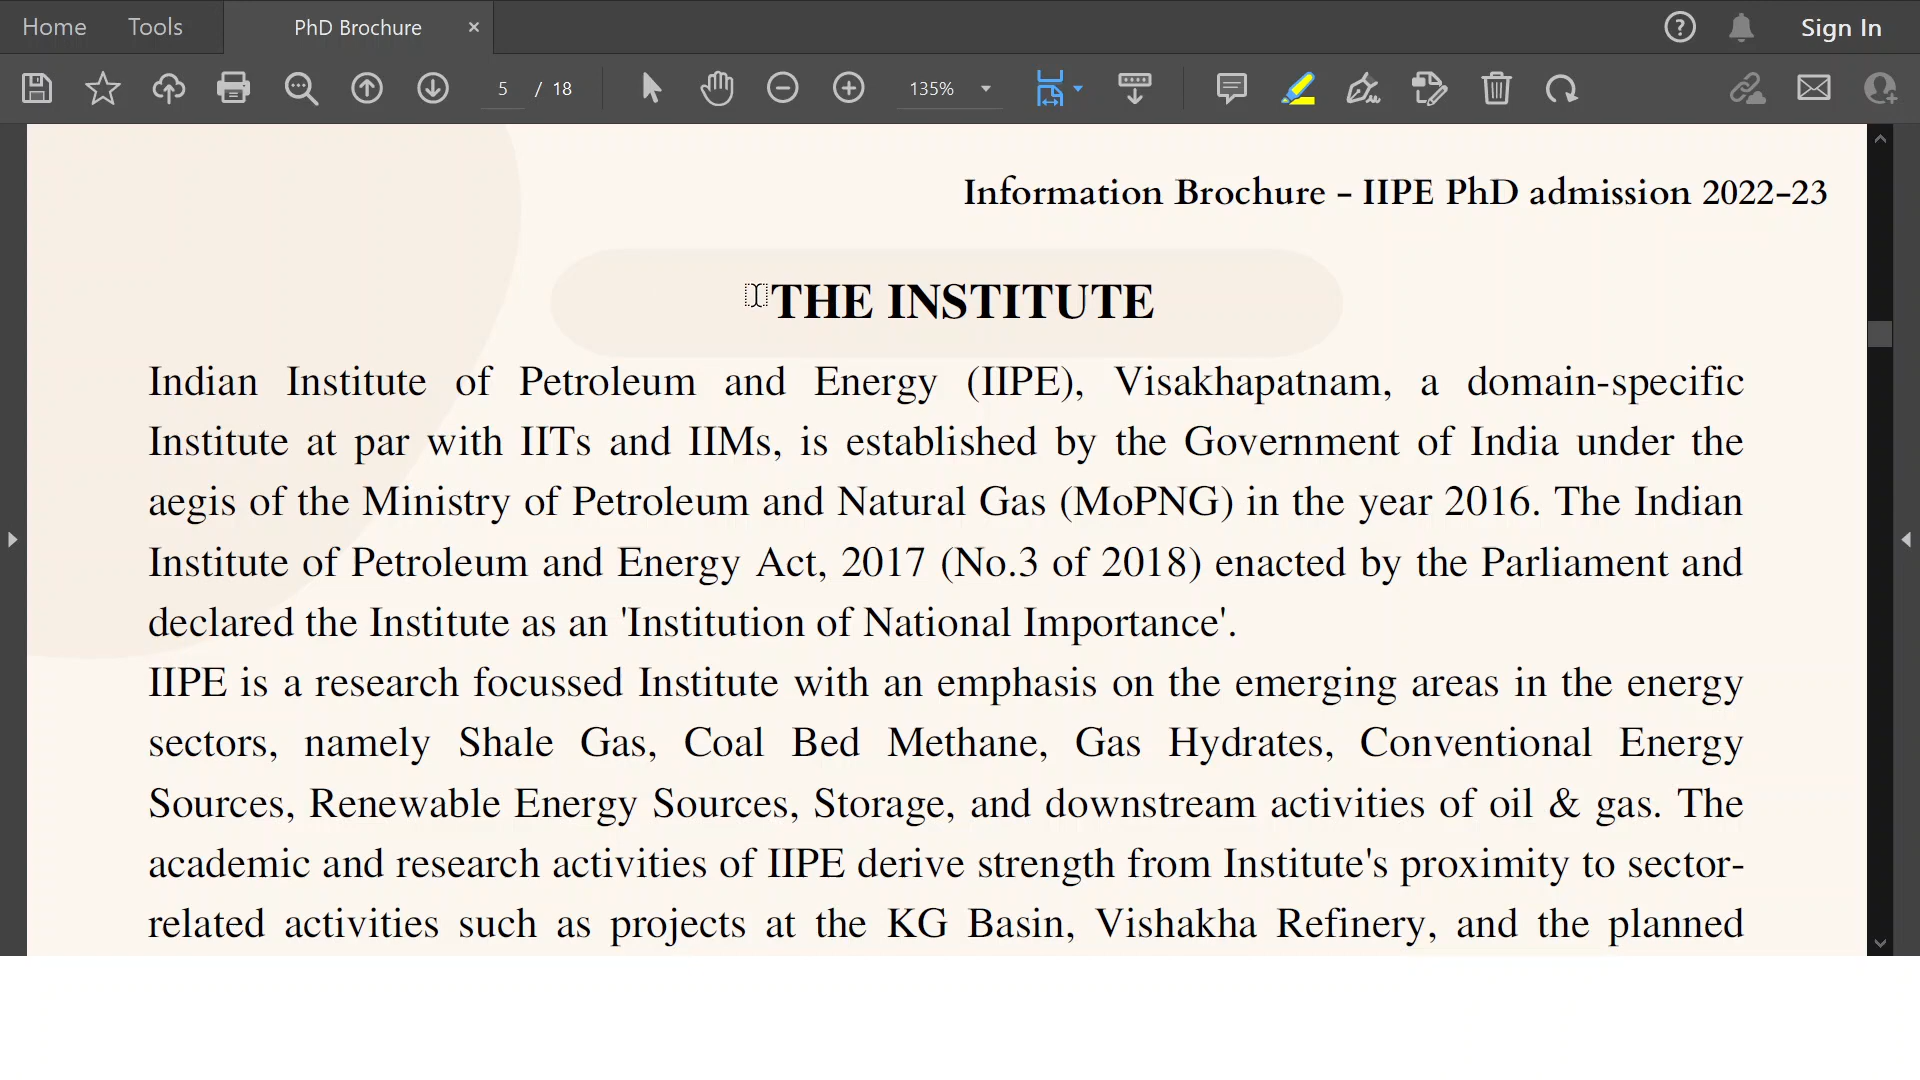 Home Tools PhD Brochure × ? Sign In
5 / 18 135%
Information Brochure – IIPE PhD admission 2022-23
THE INSTITUTE
Indian Institute of Petroleum and Energy (IIPE), Visakhapatnam, a domain-specific
Institute at par with IITs and IIMs, is established by the Government of India under the
aegis of the Ministry of Petroleum and Natural Gas (MoPNG) in the year 2016. The Indian
Institute of Petroleum and Energy Act, 2017 (No.3 of 2018) enacted by the Parliament and
declared the Institute as an 'Institution of National Importance'.
IIPE is a research focussed Institute with an emphasis on the emerging areas in the energy
sectors, namely Shale Gas, Coal Bed Methane, Gas Hydrates, Conventional Energy
Sources, Renewable Energy Sources, Storage, and downstream activities of oil & gas. The
academic and research activities of IIPE derive strength from Institute's proximity to sector-
related activities such as projects at the KG Basin, Vishakha Refinery, and the planned